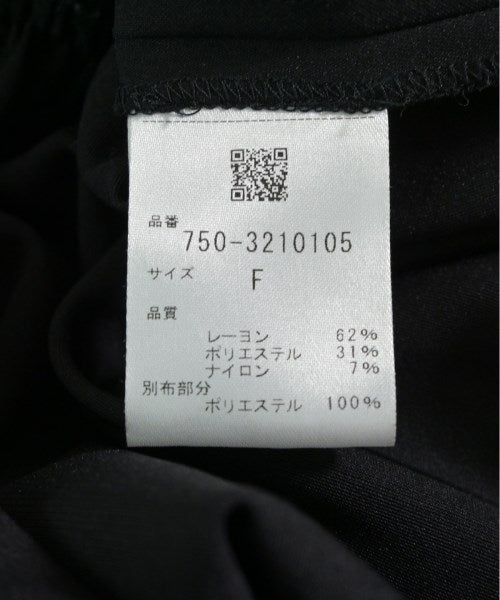 品番
750-3210105
サイズ
F
品質
レーヨン 62%
ポリエステル 31%
ナイロン 7%
別布部分
ポリエステル 100%